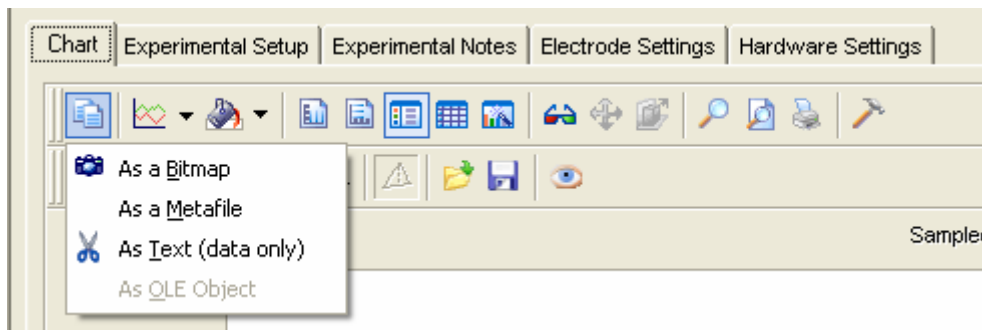 Chart Experimental Setup Experimental Notes Electrode Settings Hardware Settings
As a Bitmap
As a Metafile
As Text (data only)
Sample
As OLE Object